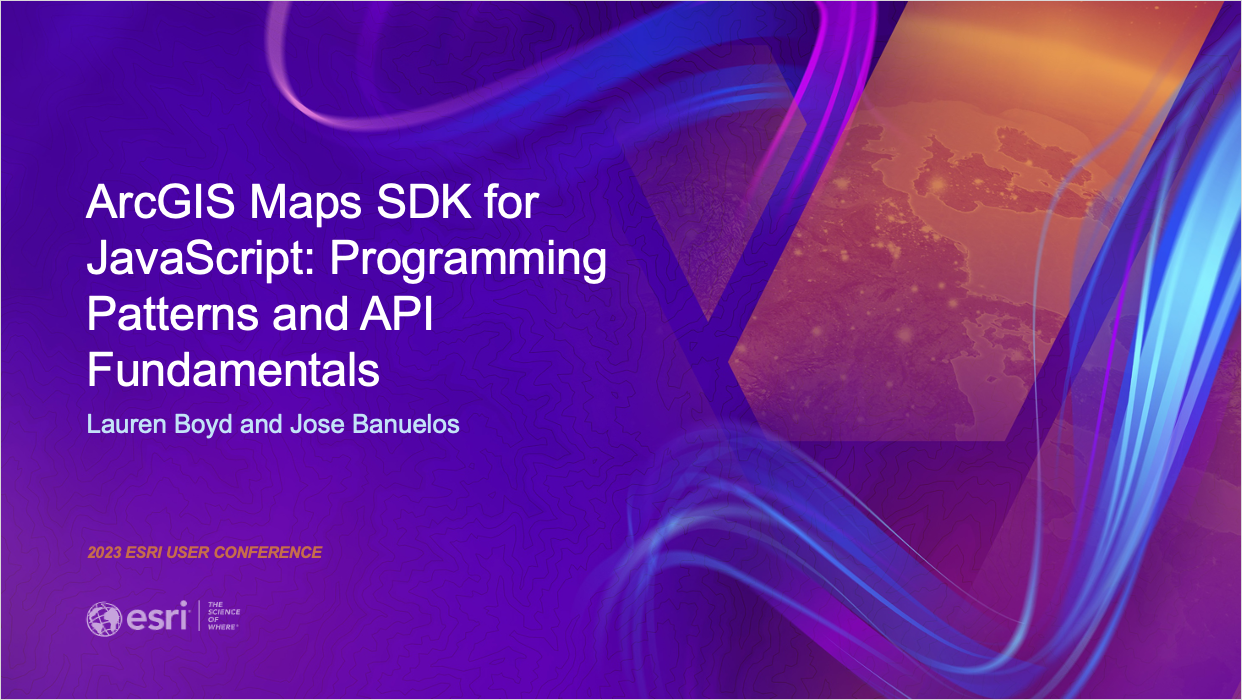 ArcGIS Maps SDK for
JavaScript: Programming
Patterns and API
Fundamentals
Lauren Boyd and Jose Banuelos
2023 ESRI USER CONFERENCE
esri
THE
SCIENCE
OF
WHERE®